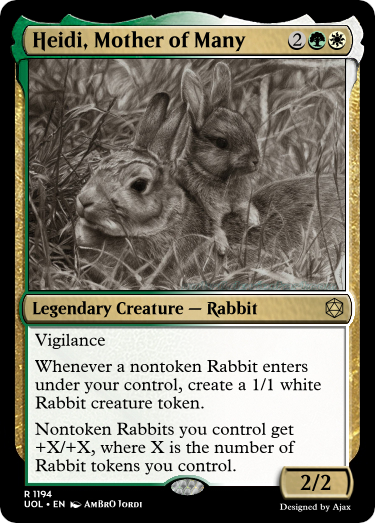 Heidi, Mother of Many 2
Legendary Creature — Rabbit
Vigilance
Whenever a nontoken Rabbit enters
under your control, create a 1/1 white
Rabbit creature token.
Nontoken Rabbits you control get
+X/+X, where X is the number of
Rabbit tokens you control.
2/2
R 1194
UOL • EN AMBRO JORDI
Designed by Ajax